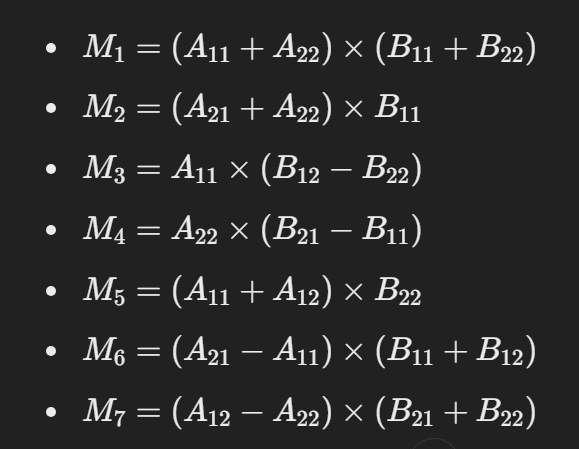 • M₁ = (A₁₁ + A₂₂) × (B₁₁ + B₂₂)
• M₂ = (A₂₁ + A₂₂) × B₁₁
• M₃ = A₁₁ × (B₁₂ − B₂₂)
• M₄ = A₂₂ × (B₂₁ − B₁₁)
• M₅ = (A₁₁ + A₁₂) × B₂₂
• M₆ = (A₂₁ − A₁₁) × (B₁₁ + B₁₂)
• M₇ = (A₁₂ − A₂₂) × (B₂₁ + B₂₂)